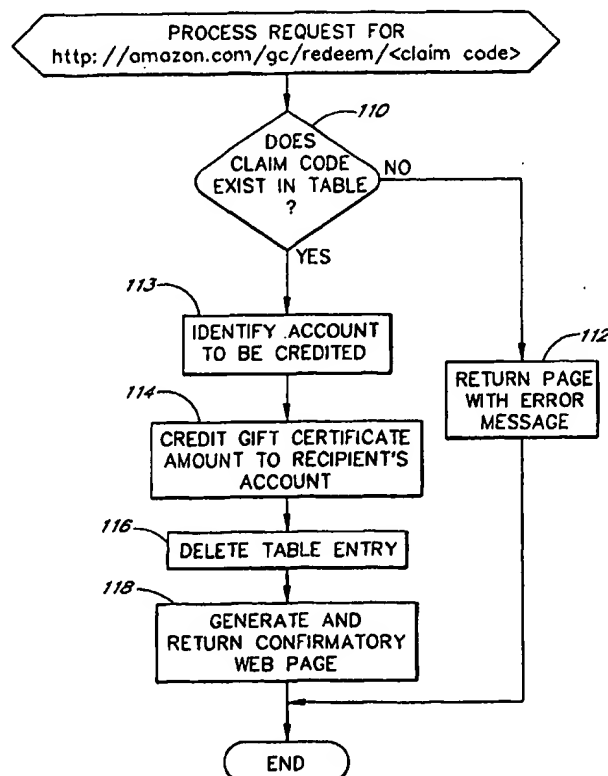 PROCESS REQUEST FOR
http://amazon.com/gc/redeem/<claim code>
110
DOES
CLAIM CODE
EXIST IN TABLE
?
NO
YES
113
IDENTIFY ACCOUNT
TO BE CREDITED
112
RETURN PAGE
WITH ERROR
MESSAGE
114
CREDIT GIFT CERTIFICATE
AMOUNT TO RECIPIENT'S
ACCOUNT
116
DELETE TABLE ENTRY
118
GENERATE AND
RETURN CONFIRMATORY
WEB PAGE
END